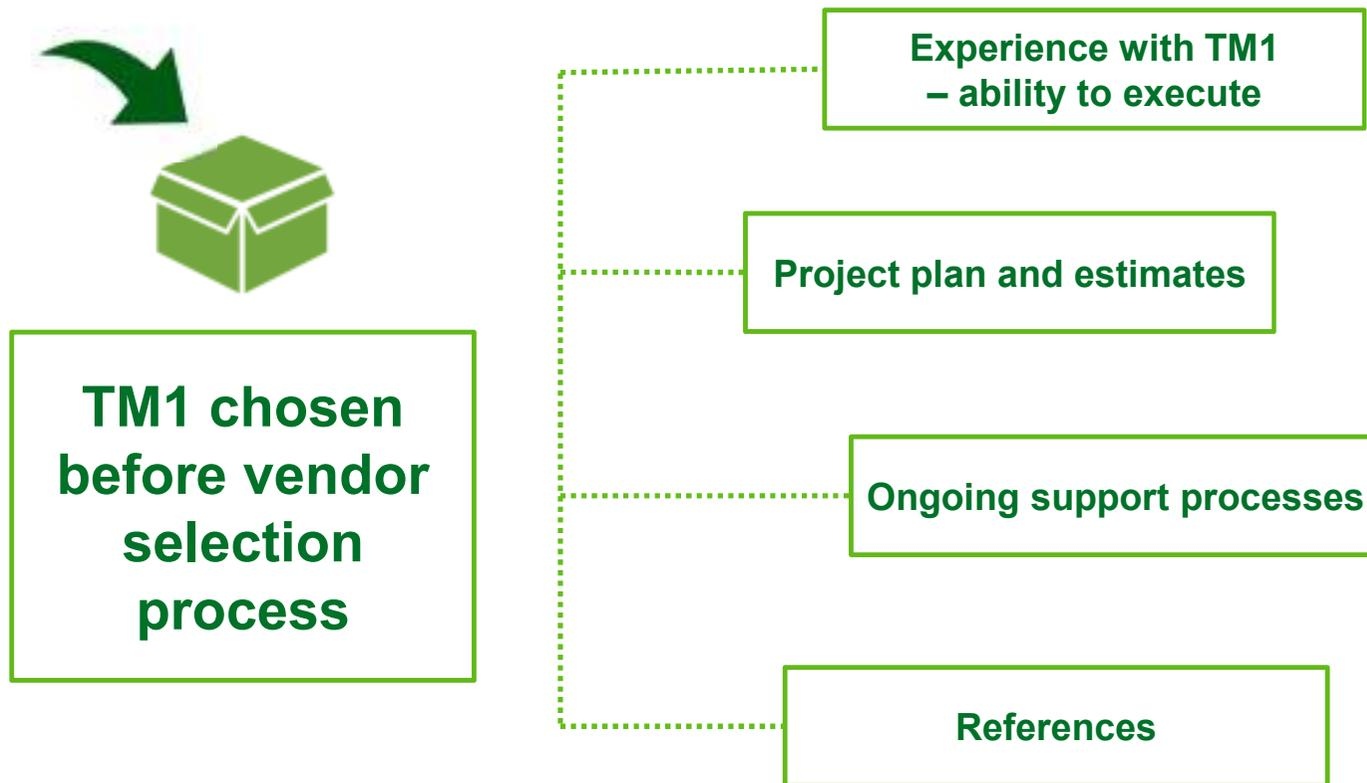 TM1 chosen
before vendor
selection
process
Experience with TM1
– ability to execute
Project plan and estimates
Ongoing support processes
References